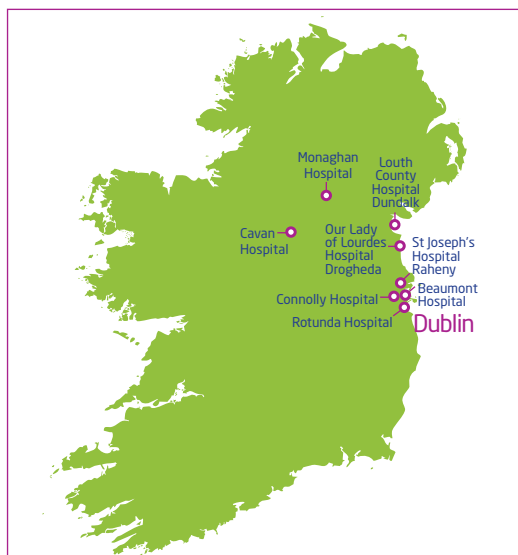 Monaghan
Hospital
Louth
County
Hospital
Dundalk
Cavan
Hospital
Our Lady
of Lourdes
Hospital
Drogheda
St Joseph's
Hospital
Raheny
Connolly Hospital
Beaumont
Hospital
Rotunda Hospital
Dublin